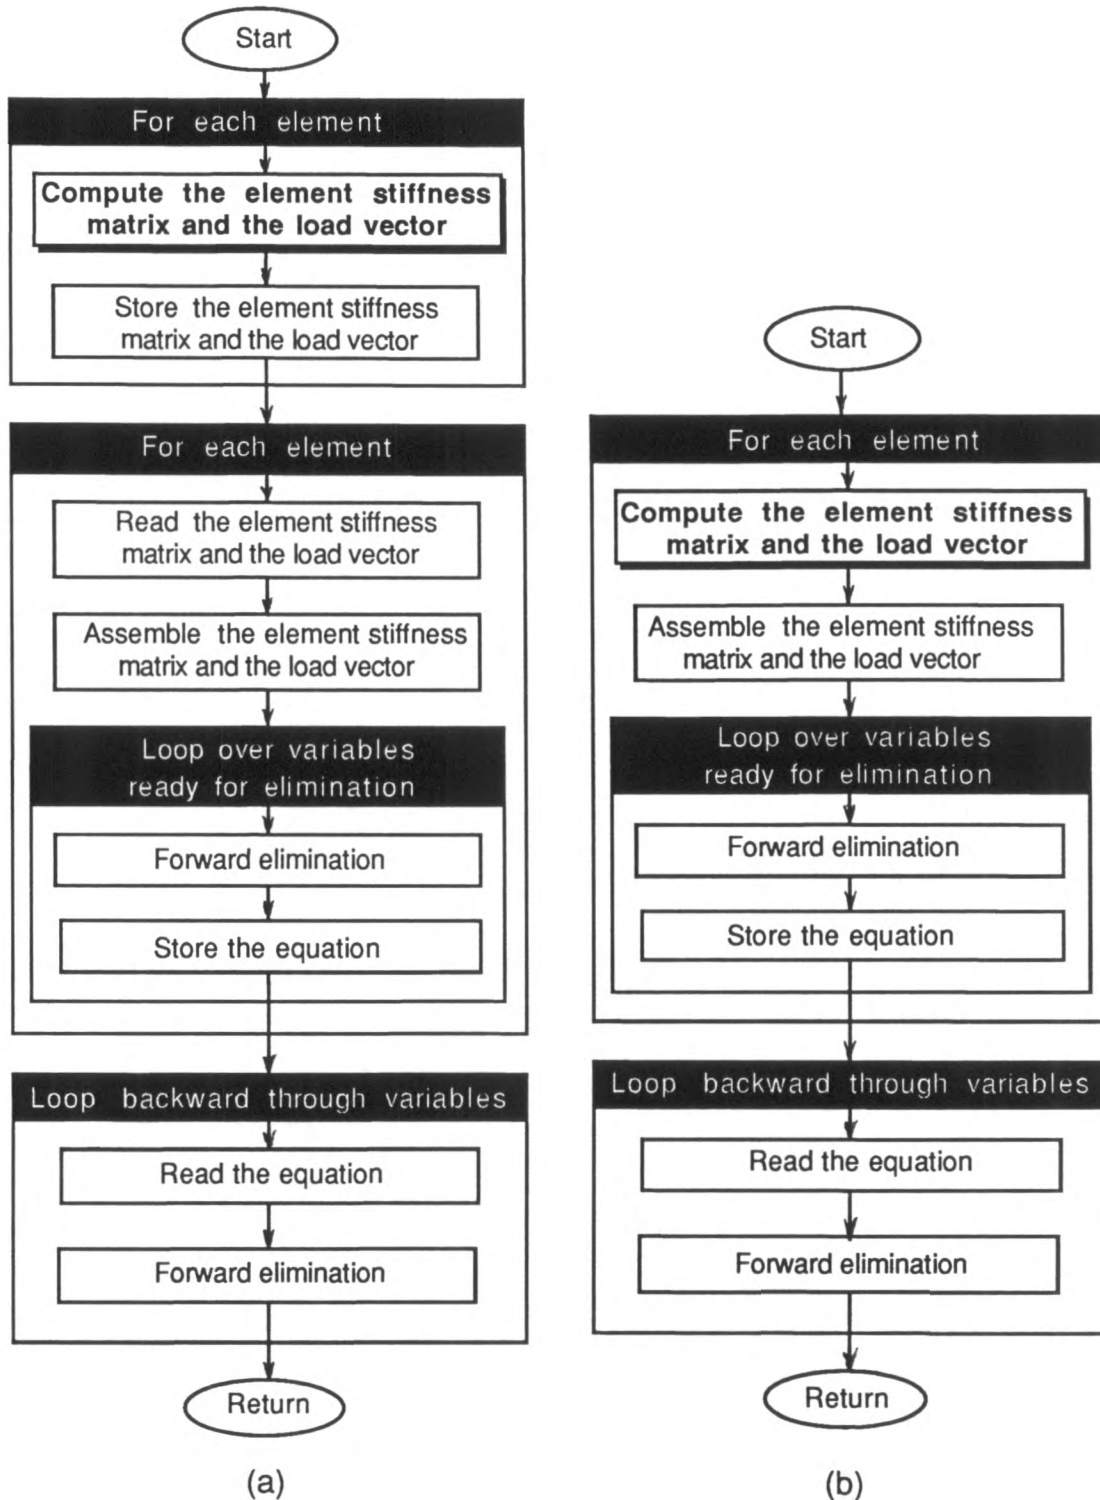 Start
For each element
Compute the element stiffness
matrix and the load vector
Store the element stiffness
matrix and the load vector
For each element
Read the element stiffness
matrix and the load vector
Assemble the element stiffness
matrix and the load vector
Loop over variables
ready for elimination
Forward elimination
Store the equation
Loop backward through variables
Read the equation
Forward elimination
Return
(a)
Start
For each element
Compute the element stiffness
matrix and the load vector
Assemble the element stiffness
matrix and the load vector
Loop over variables
ready for elimination
Forward elimination
Store the equation
Loop backward through variables
Read the equation
Forward elimination
Return
(b)